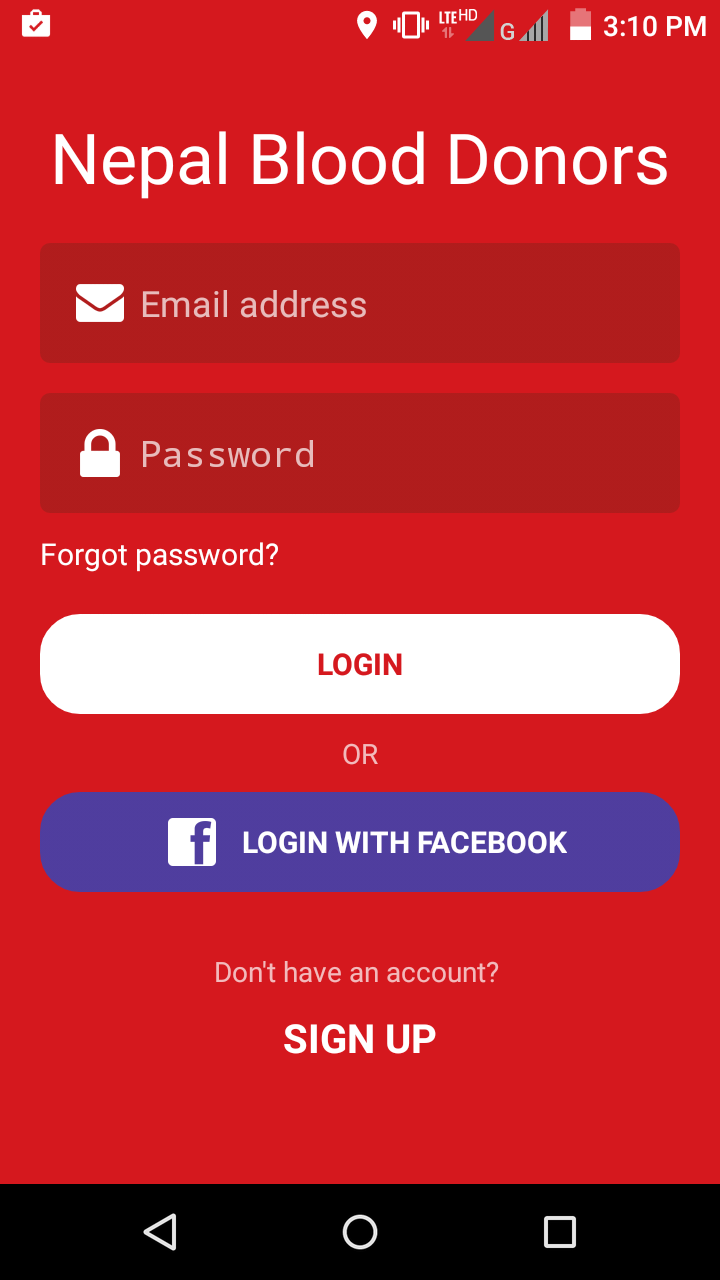 LTE HD G 3:10 PM
Nepal Blood Donors
Email address
Password
Forgot password?
LOGIN
OR
f LOGIN WITH FACEBOOK
Don't have an account?
SIGN UP